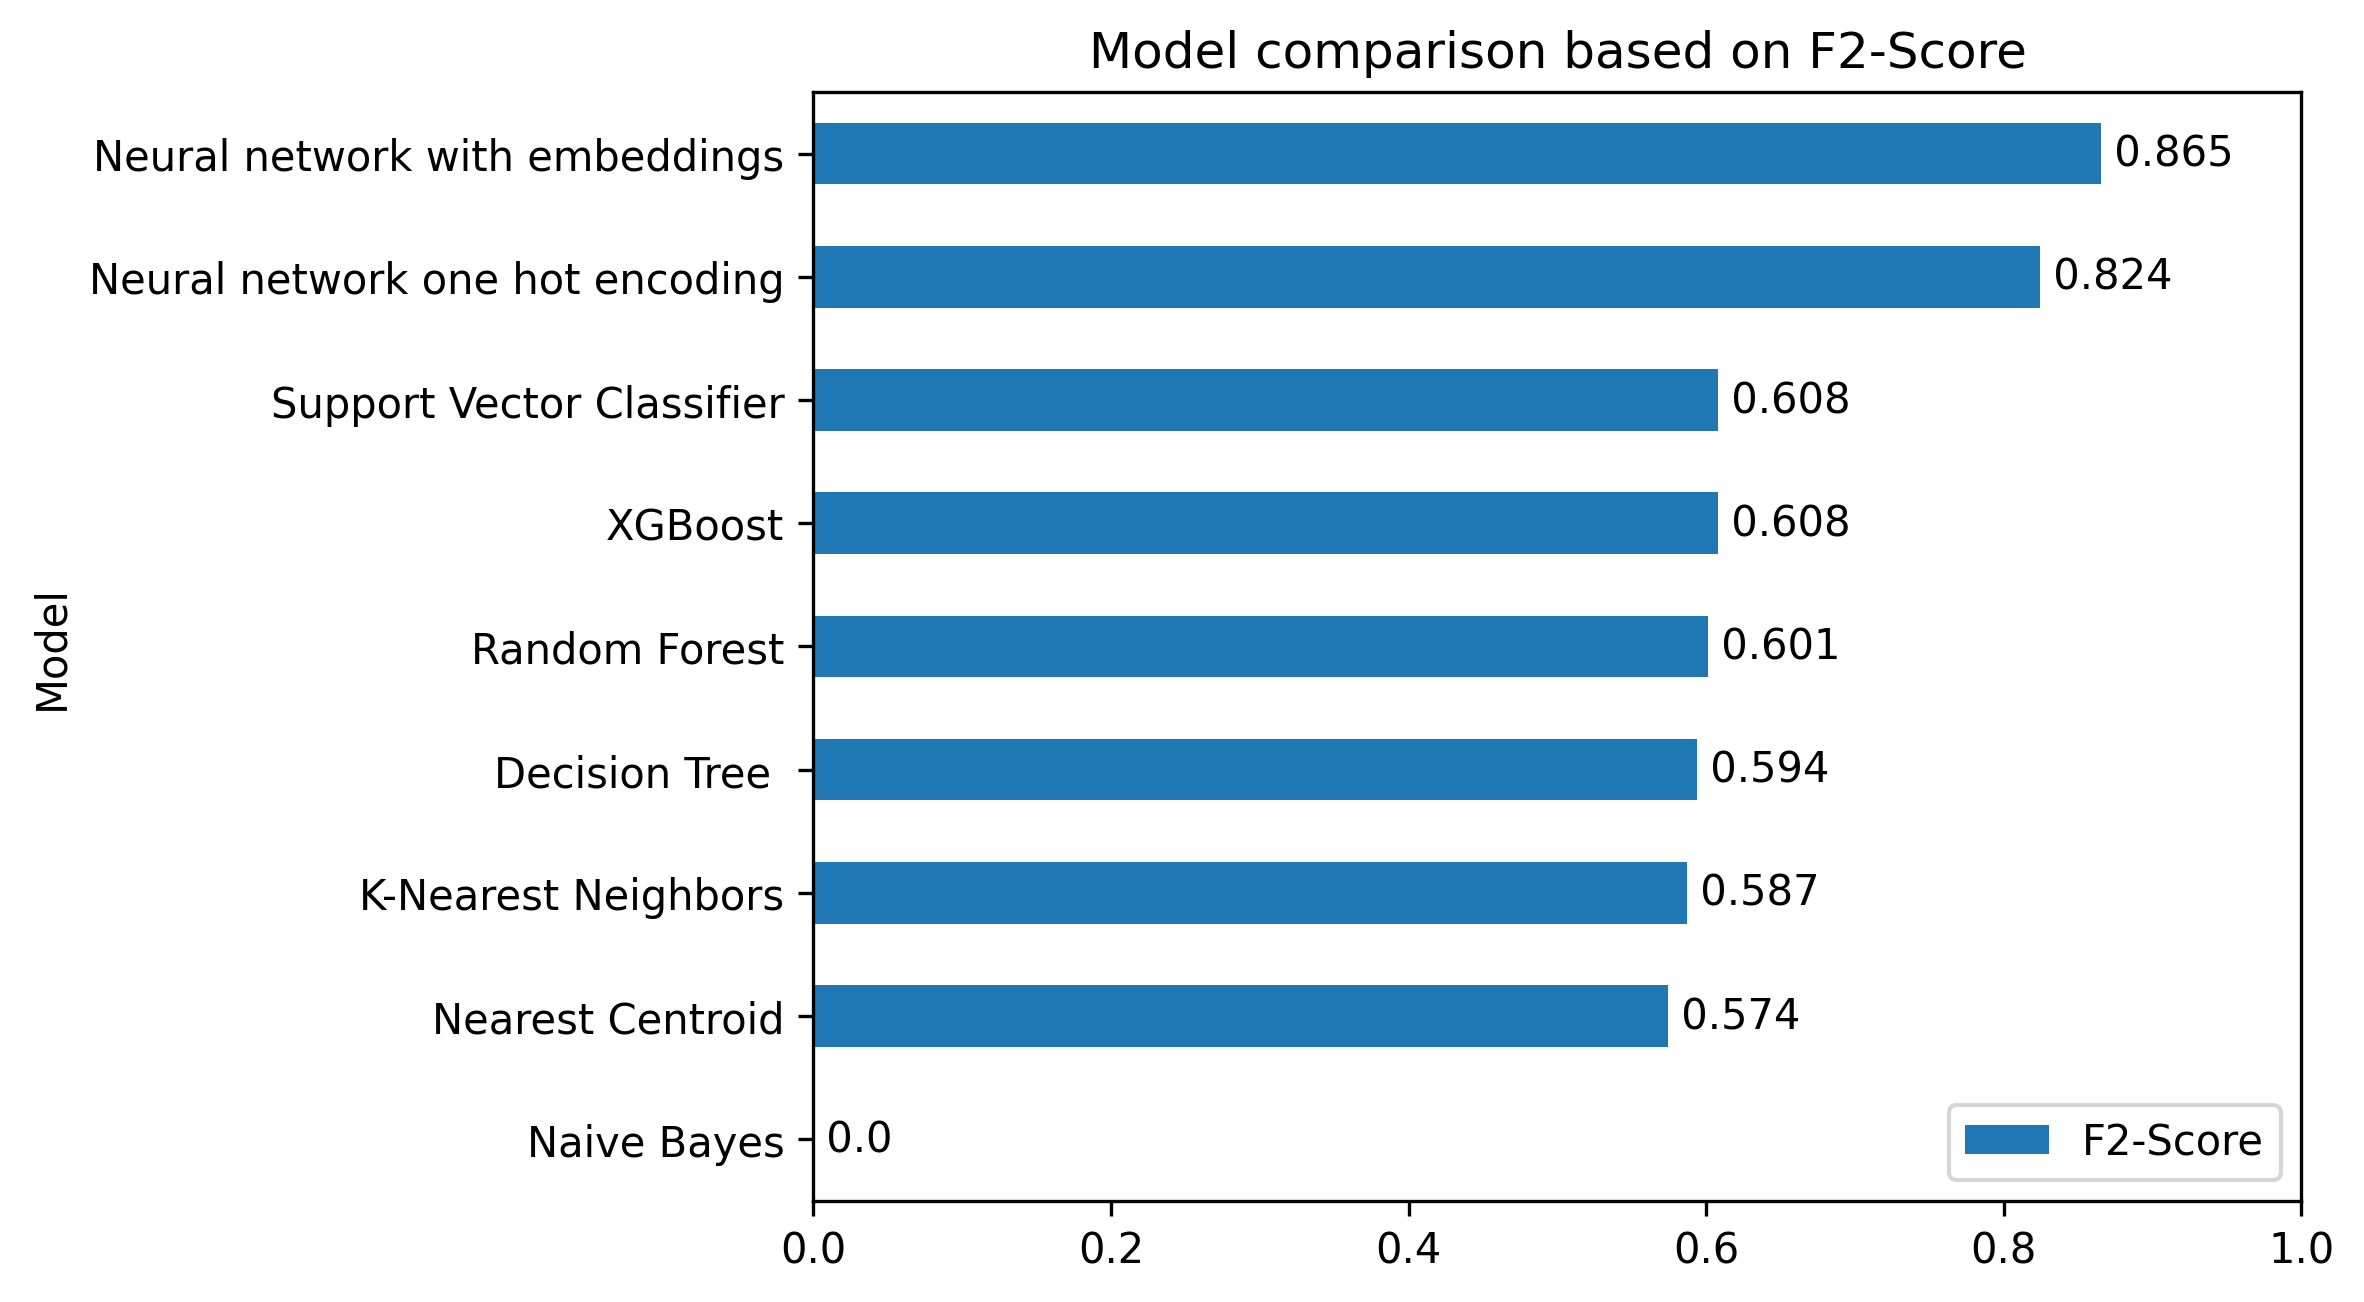 Model comparison based on F2-Score
Neural network with embeddings 0.865
Neural network one hot encoding 0.824
Support Vector Classifier 0.608
XGBoost 0.608
Random Forest 0.601
Decision Tree 0.594
K-Nearest Neighbors 0.587
Nearest Centroid 0.574
Naive Bayes 0.0
Model
F2-Score
0.0 0.2 0.4 0.6 0.8 1.0